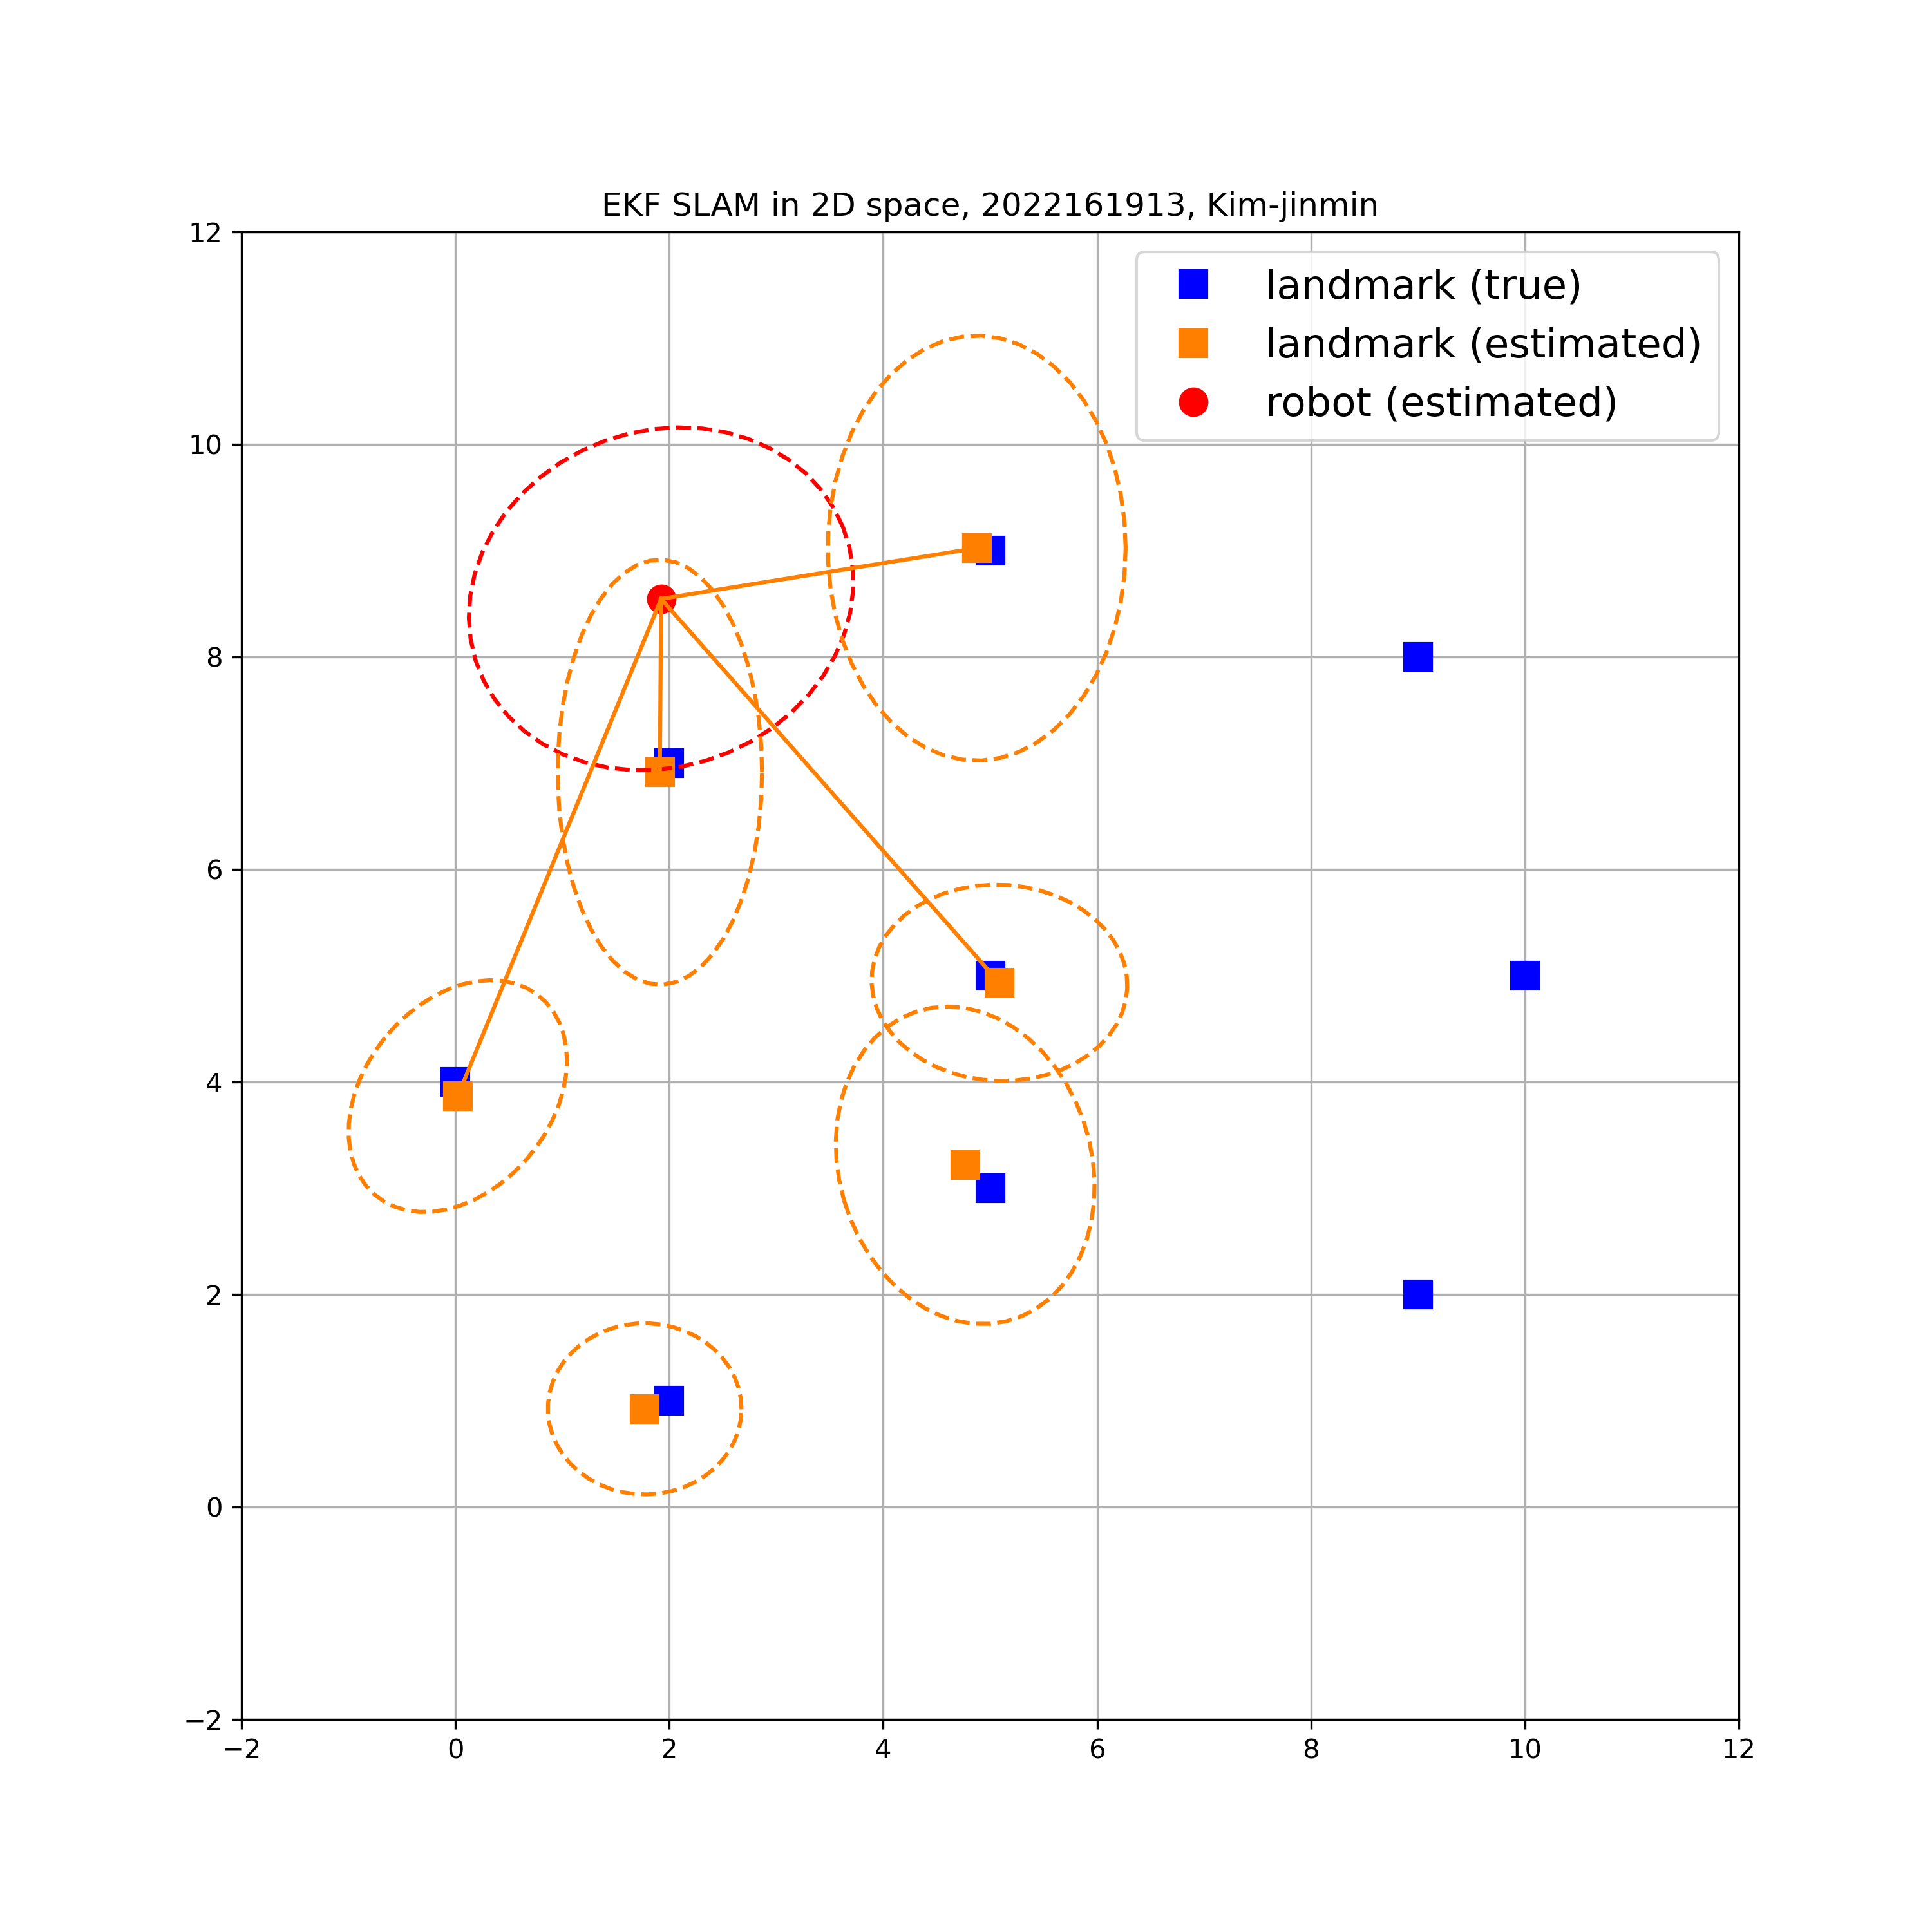 EKF SLAM in 2D space, 2022161913, Kim-jinmin
landmark (true)
landmark (estimated)
robot (estimated)
12
10
8
6
4
2
0
−2
−2 0 2 4 6 8 10 12